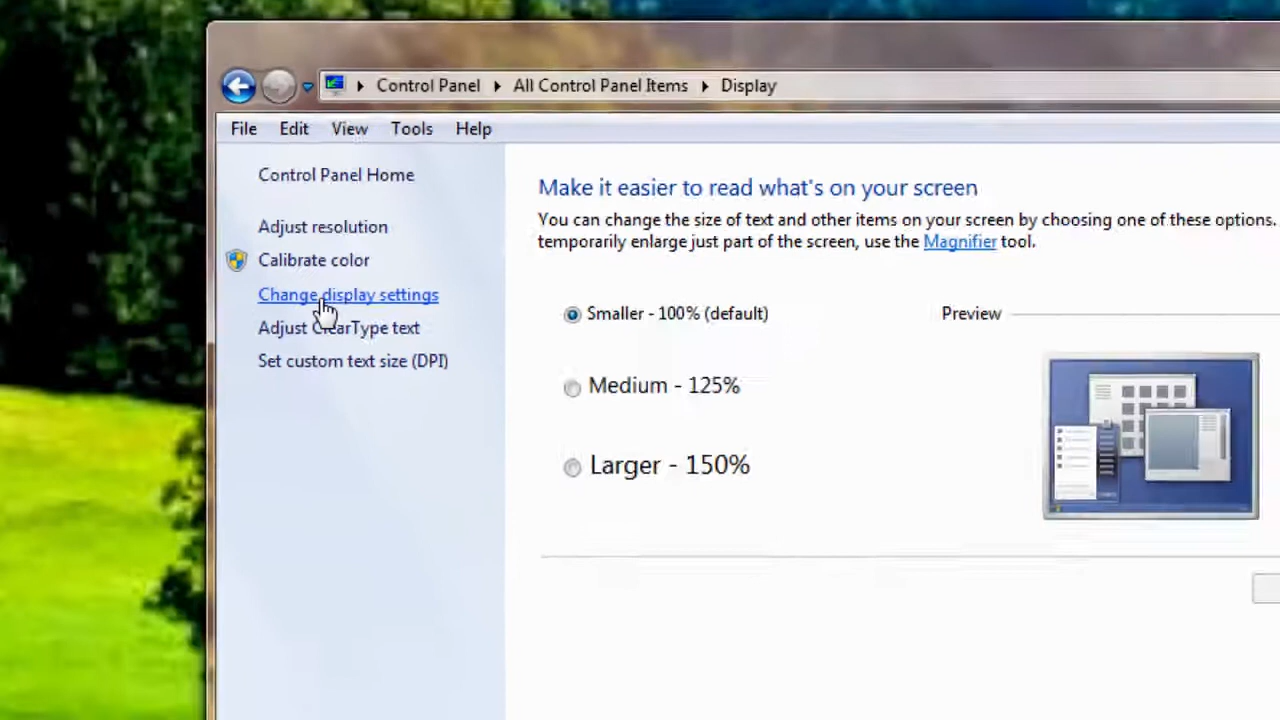 Control Panel All Control Panel Items Display
File Edit View Tools Help
Control Panel Home
Adjust resolution
Calibrate color
Change display settings
Adjust ClearType text
Set custom text size (DPI)
Make it easier to read what's on your screen
You can change the size of text and other items on your screen by choosing one of these options.
temporarily enlarge just part of the screen, use the Magnifier tool.
Smaller - 100% (default)
Preview
Medium - 125%
Larger - 150%